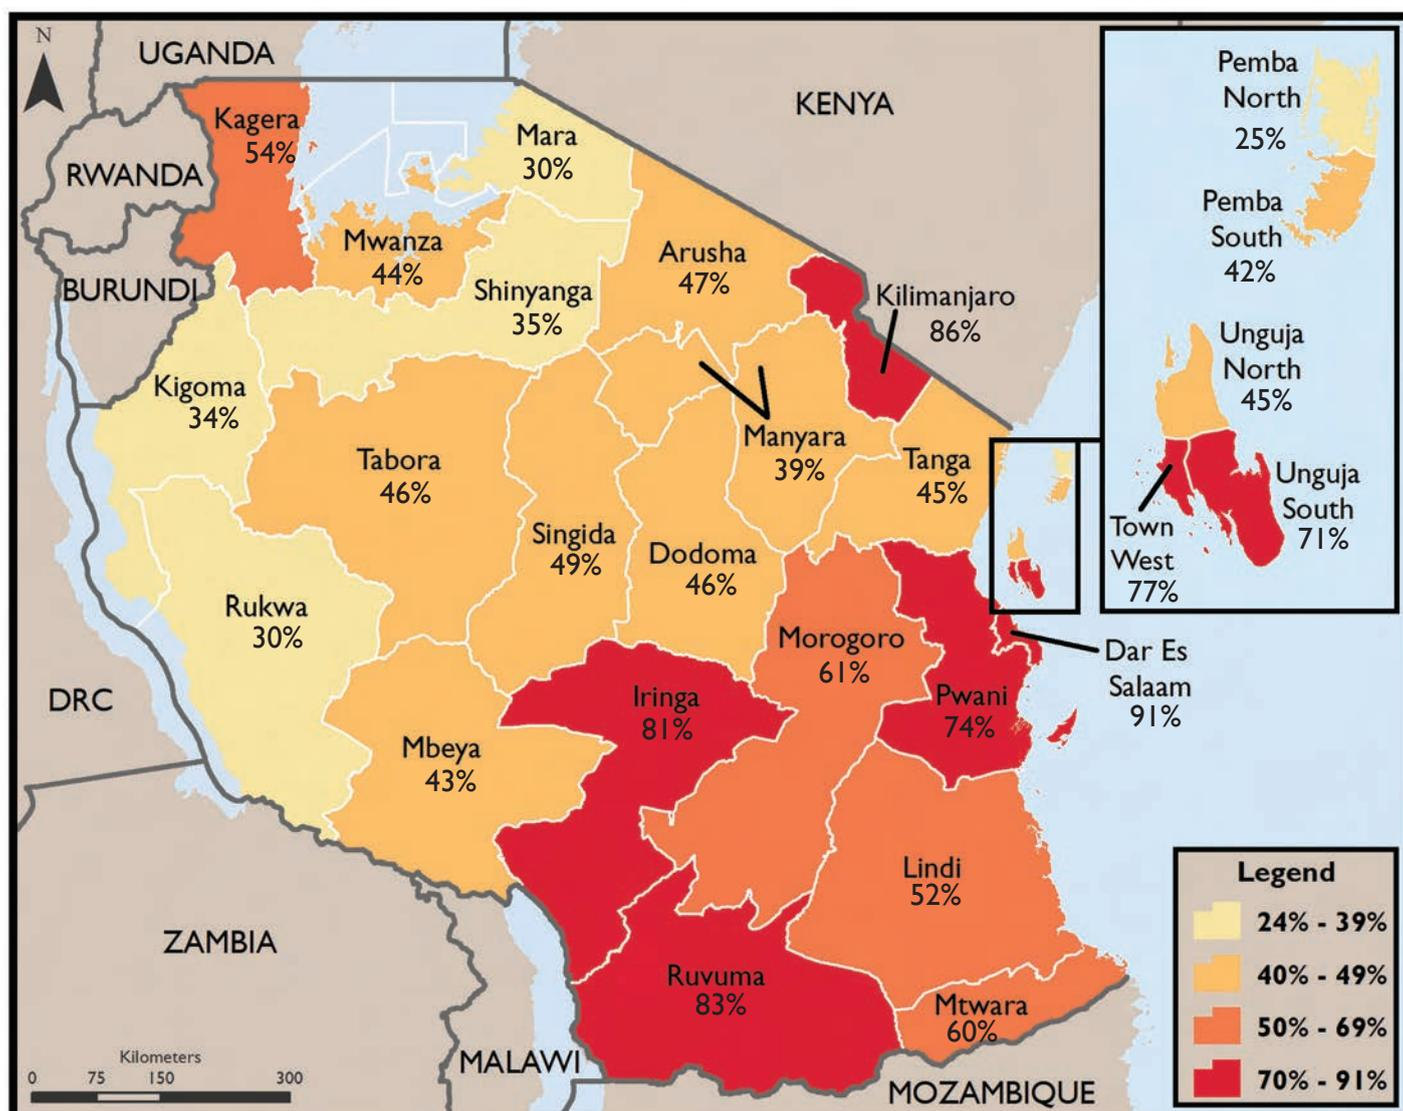 N
UGANDA
KENYA
RWANDA
BURUNDI
DRC
ZAMBIA
MALAWI
MOZAMBIQUE
Kagera
54%
Mara
30%
Mwanza
44%
Shinyanga
35%
Arusha
47%
Kilimanjaro
86%
Kigoma
34%
Tabora
46%
Manyara
39%
Tanga
45%
Singida
49%
Dodoma
46%
Rukwa
30%
Morogoro
61%
Dar Es
Salaam
91%
Iringa
81%
Pwani
74%
Mbeya
43%
Lindi
52%
Ruvuma
83%
Mtwara
60%
Pemba
North
25%
Pemba
South
42%
Unguja
North
45%
Unguja
South
71%
Town
West
77%
Legend
24% - 39%
40% - 49%
50% - 69%
70% - 91%
Kilometers
0 75 150 300